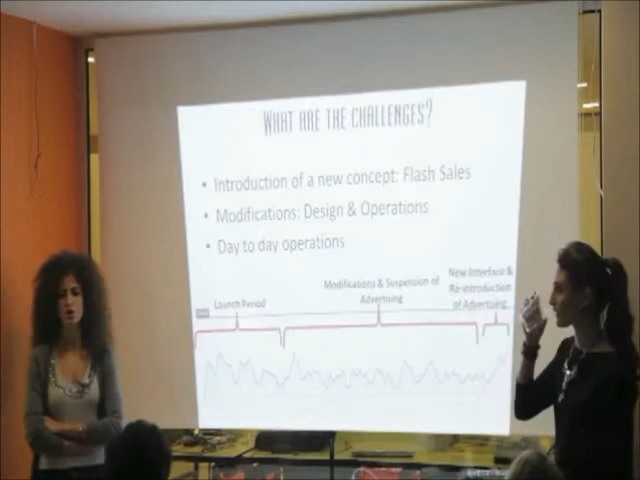 WHAT ARE THE CHALLENGES?
• Introduction of a new concept: Flash Sales
• Modifications: Design & Operations
• Day to day operations
Launch Period
Modifications & Suspension of
Advertising
New Interface &
Re-introduction
of Advertising